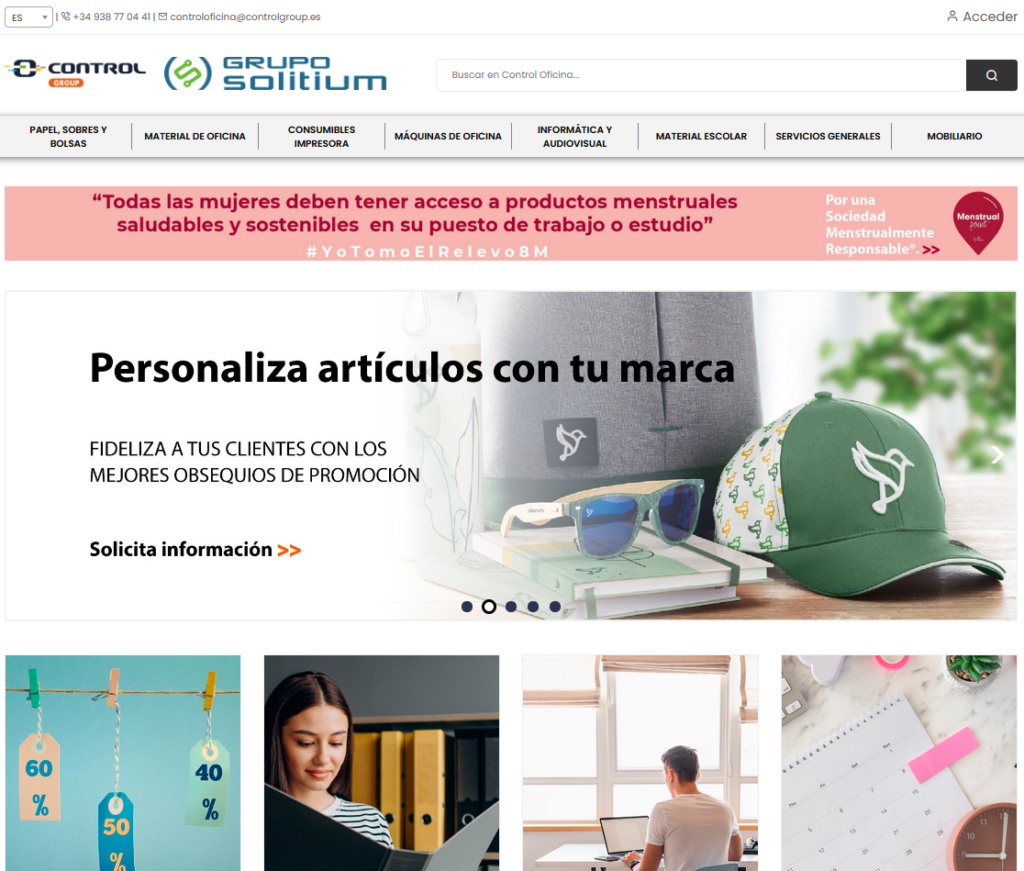 ES | +34 938 77 04 41 | controloficina@controlgroup.es Acceder
CONTROL
GROUP
GRUPO
solitium
Buscar en Control Oficina...
PAPEL, SOBRES Y
BOLSAS
MATERIAL DE OFICINA
CONSUMIBLES
IMPRESORA
MÁQUINAS DE OFICINA
INFORMÁTICA Y
AUDIOVISUAL
MATERIAL ESCOLAR
SERVICIOS GENERALES
MOBILIARIO
“Todas las mujeres deben tener acceso a productos menstruales
saludables y sostenibles en su puesto de trabajo o estudio”
#YoTomoElRelevo8M
Por una
Sociedad
Menstrualmente
Responsable®. >>
Menstrual
point
Personaliza artículos con tu marca
FIDELIZA A TUS CLIENTES CON LOS
MEJORES OBSEQUIOS DE PROMOCIÓN
Solicita información >>
60
%
50
%
40
%